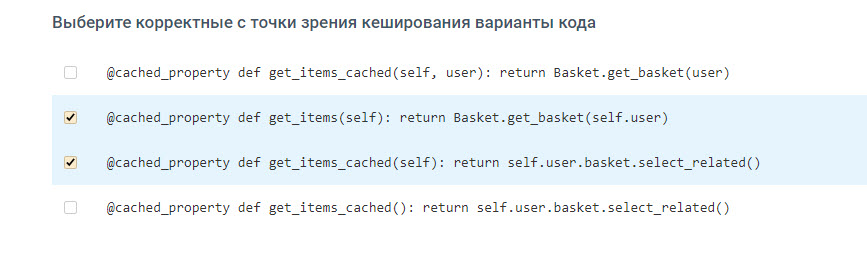 Выберите корректные с точки зрения кеширования варианты кода
@cached_property def get_items_cached(self, user): return Basket.get_basket(user)
@cached_property def get_items(self): return Basket.get_basket(self.user)
@cached_property def get_items_cached(self): return self.user.basket.select_related()
@cached_property def get_items_cached(): return self.user.basket.select_related()